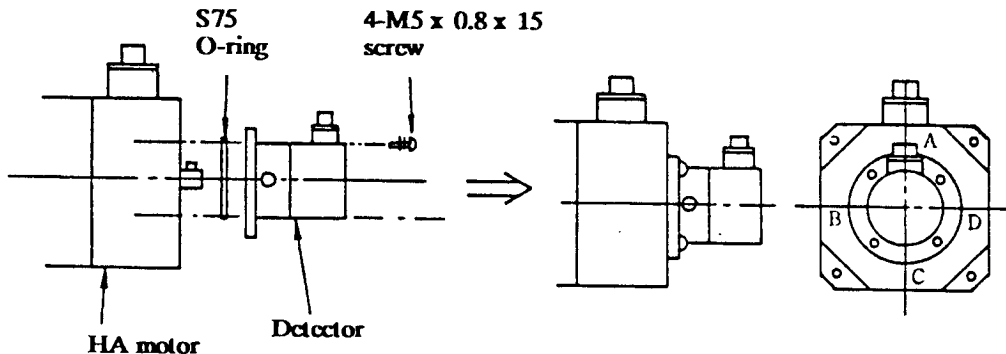 S75
O-ring
4-M5 x 0.8 x 15
screw
HA motor
Detector
A
B
D
C